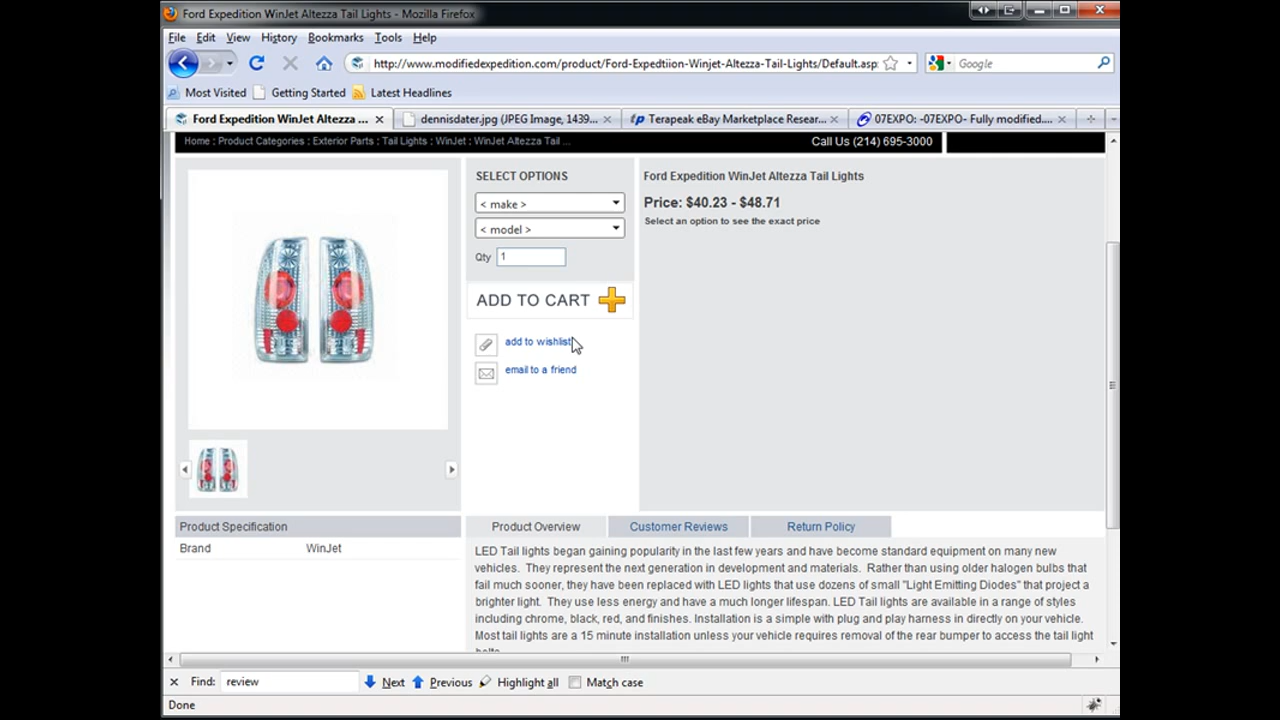 Ford Expedition WinJet Altezza Tail Lights - Mozilla Firefox
File Edit View History Bookmarks Tools Help
http://www.modifiedexpedition.com/product/Ford-Expedtiion-Winjet-Altezza-Tail-Lights/Default.asp: Google
Most Visited Getting Started Latest Headlines
Ford Expedition WinJet Altezza ... dennisdater.jpg (JPEG Image, 1439... Terapeak eBay Marketplace Resear... 07EXPO: -07EXPO- Fully modified....
Home : Product Categories : Exterior Parts : Tail Lights : WinJet : WinJet Altezza Tail ... Call Us (214) 695-3000
SELECT OPTIONS
< make >
< model >
Qty 1
ADD TO CART
add to wishlist
email to a friend
Ford Expedition WinJet Altezza Tail Lights
Price: $40.23 - $48.71
Select an option to see the exact price
Product Specification
Brand WinJet
Product Overview Customer Reviews Return Policy
LED Tail lights began gaining popularity in the last few years and have become standard equipment on many new
vehicles. They represent the next generation in development and materials. Rather than using older halogen bulbs that
fail much sooner, they have been replaced with LED lights that use dozens of small "Light Emitting Diodes" that project a
brighter light. They use less energy and have a much longer lifespan. LED Tail lights are available in a range of styles
including chrome, black, red, and finishes. Installation is a simple with plug and play harness in directly on your vehicle.
Most tail lights are a 15 minute installation unless your vehicle requires removal of the rear bumper to access the tail light
bolts.
Find: review Next Previous Highlight all Match case
Done